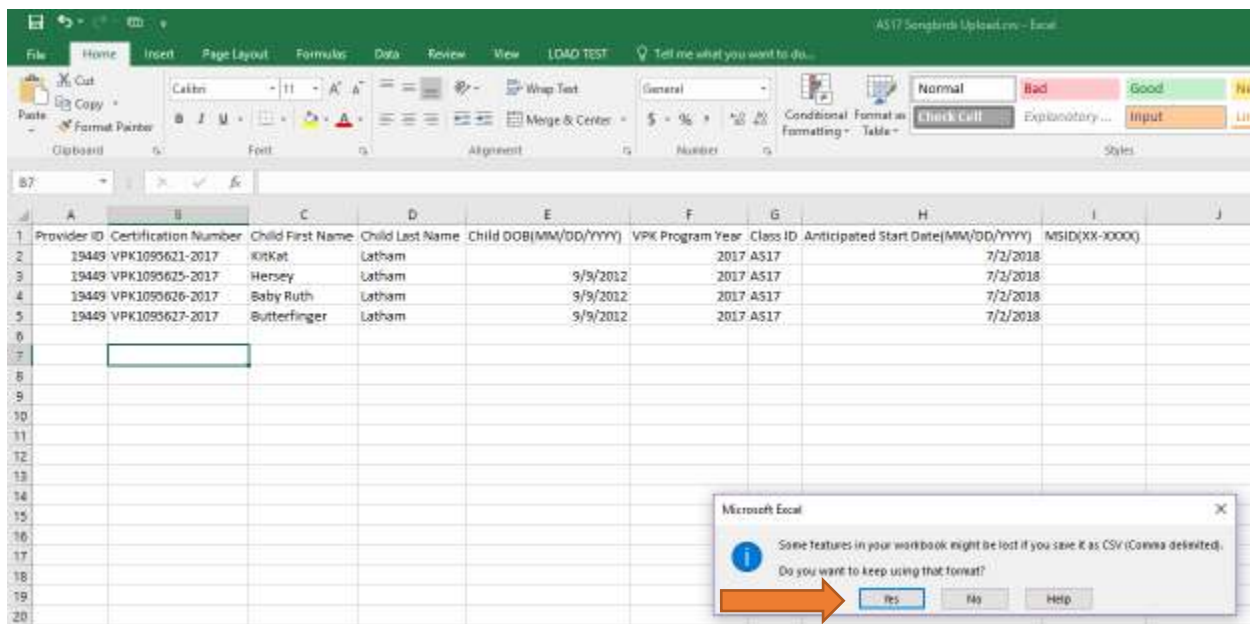 AS17 Songbirds Upload.csv - Excel
File Home Insert Page Layout Formulas Data Review View LOAD TEST Tell me what you want to do...
Cut
Copy
Format Painter
Paste
Calibri 11
B I U
Wrap Text
Merge & Center
General
$ % ,
Conditional Formatting
Format as Table
Normal Bad Good
Check Cell Explanatory ... Input
Clipboard Font Alignment Number Styles
B7 fx
A B C D E F G H I J
1 Provider ID Certification Number Child First Name Child Last Name Child DOB(MM/DD/YYYY) VPK Program Year Class ID Anticipated Start Date(MM/DD/YYYY) MSID(XX-XXXX)
2 19449 VPK1095621-2017 KitKat Latham 2017 AS17 7/2/2018
3 19449 VPK1095625-2017 Hersey Latham 9/9/2012 2017 AS17 7/2/2018
4 19449 VPK1095626-2017 Baby Ruth Latham 9/9/2012 2017 AS17 7/2/2018
5 19449 VPK1095627-2017 Butterfinger Latham 9/9/2012 2017 AS17 7/2/2018
6
7
8
9
10
11
12
13
14
15
16
17
18
19
20
Microsoft Excel
Some features in your workbook might be lost if you save it as CSV (Comma delimited).
Do you want to keep using that format?
Yes No Help